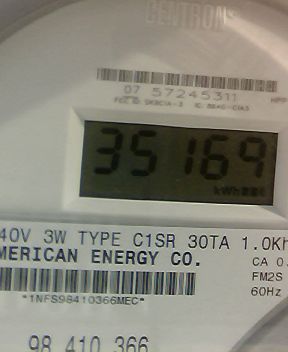 CENTRON
07 57245311
35169
kWh
40V 3W TYPE C1SR 30TA 1.0Kh
MERICAN ENERGY CO.
CA 0.
FM2S
60Hz
*1NFS98410366MEC*
98 410 366